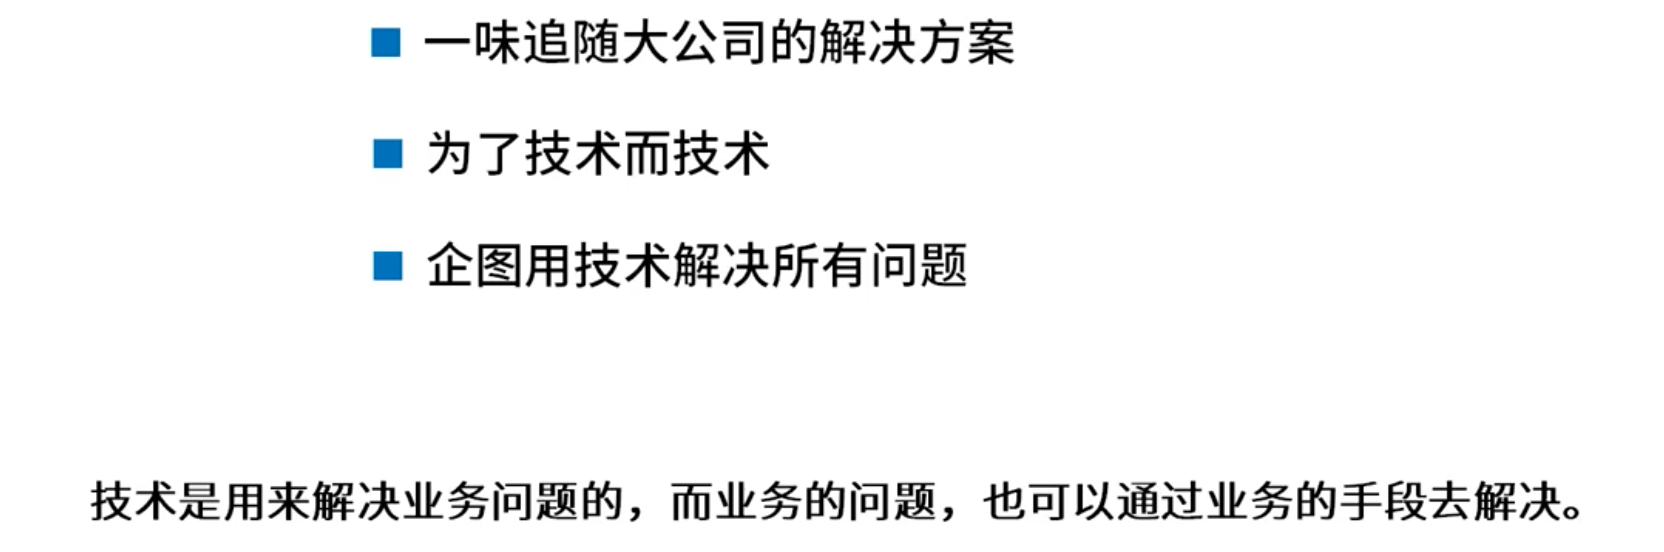 一味追随大公司的解决方案
为了技术而技术
企图用技术解决所有问题
技术是用来解决业务问题的，而业务的问题，也可以通过业务的手段去解决。